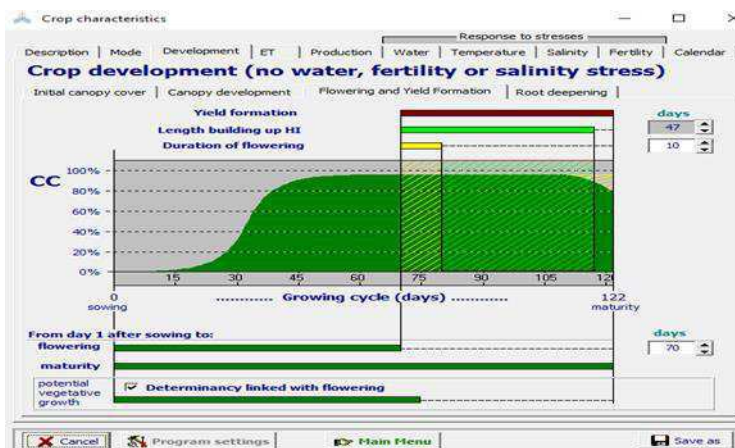 Crop characteristics
Response to stresses
Description | Mode | Development | ET | Production | Water | Temperature | Salinity | Fertility | Calendar
Crop development (no water, fertility or salinity stress)
Initial canopy cover | Canopy development | Flowering and Yield Formation | Root deepening |
Yield formation days
Length building up HI 47
Duration of flowering 10
CC
100%
80%
60%
40%
20%
0%
15 30 45 60 75 90 105 120
0 .......... Growing cycle (days) .......... 122
sowing maturity
From day 1 after sowing to: days
flowering 70
maturity
potential
vegetative
growth
Determinancy linked with flowering
Cancel Program settings Main Menu Save as